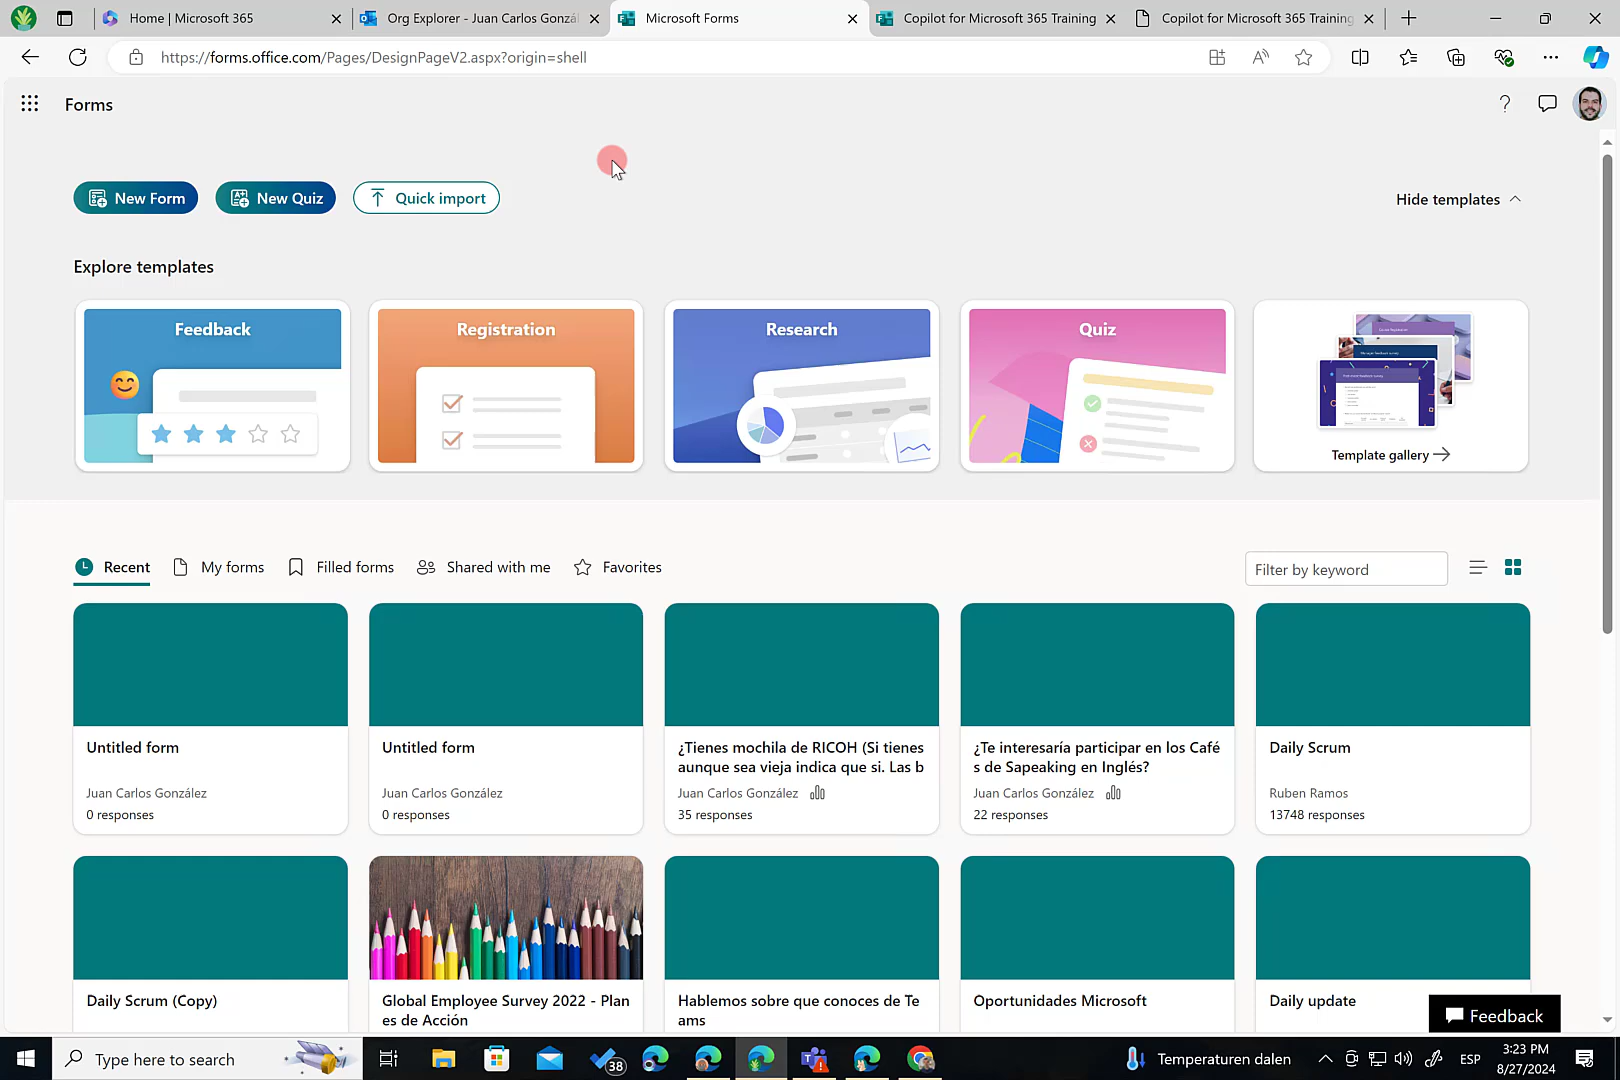 Home | Microsoft 365
Org Explorer - Juan Carlos Gonzál
Microsoft Forms
Copilot for Microsoft 365 Training
Copilot for Microsoft 365 Training
https://forms.office.com/Pages/DesignPageV2.aspx?origin=shell
Forms
New Form
New Quiz
Quick import
Hide templates
Explore templates
Feedback
Registration
Research
Quiz
Template gallery
Recent
My forms
Filled forms
Shared with me
Favorites
Filter by keyword
Untitled form
Juan Carlos González
0 responses
Untitled form
Juan Carlos González
0 responses
¿Tienes mochila de RICOH (Si tienes
aunque sea vieja indica que si. Las b
Juan Carlos González
35 responses
¿Te interesaría participar en los Café
s de Sapeaking en Inglés?
Juan Carlos González
22 responses
Daily Scrum
Ruben Ramos
13748 responses
Daily Scrum (Copy)
Global Employee Survey 2022 - Plan
es de Acción
Hablemos sobre que conoces de Te
ams
Oportunidades Microsoft
Daily update
Feedback
Type here to search
38
Temperaturen dalen
ESP
3:23 PM
8/27/2024